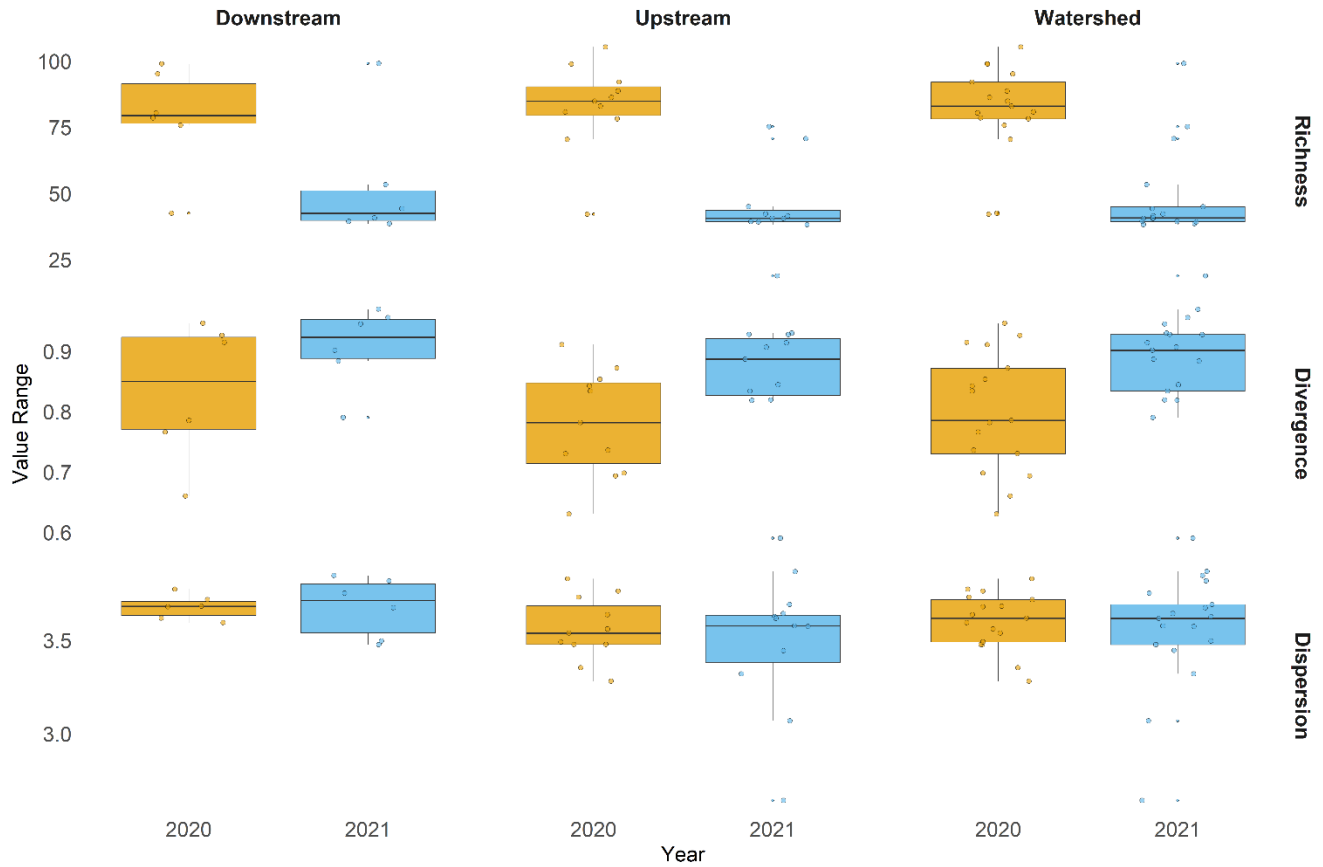 Downstream Upstream Watershed
100
75
50
25
Richness
0.9
0.8
0.7
0.6
Divergence
Value Range
3.5
3.0
Dispersion
2020 2021 2020 2021 2020 2021
Year